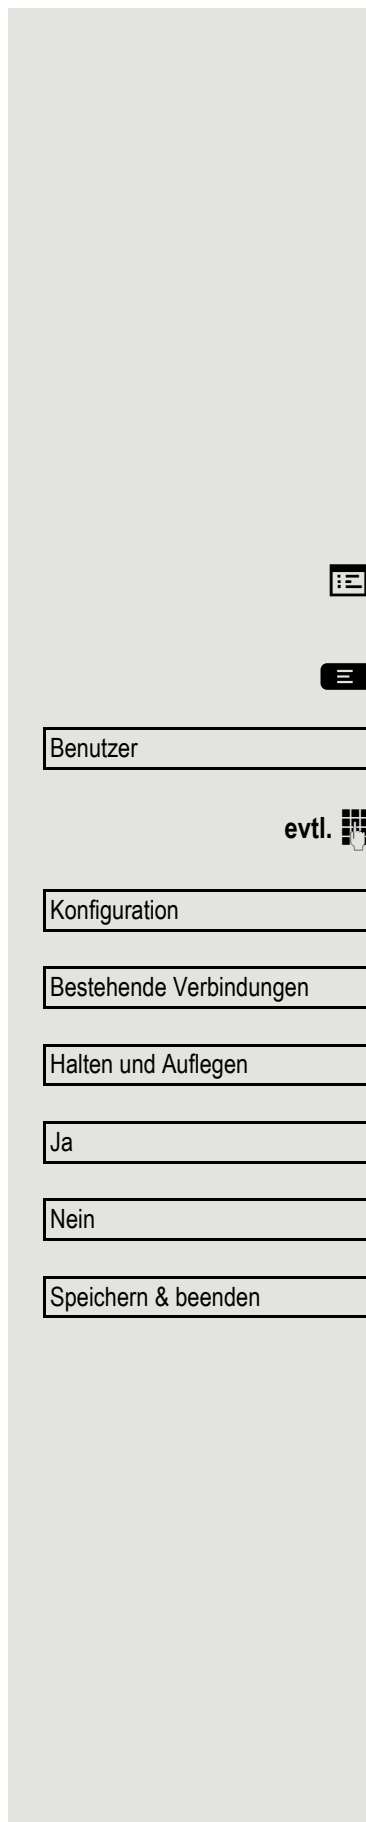 Benutzer
evtl.
Konfiguration
Bestehende Verbindungen
Halten und Auflegen
Ja
Nein
Speichern & beenden